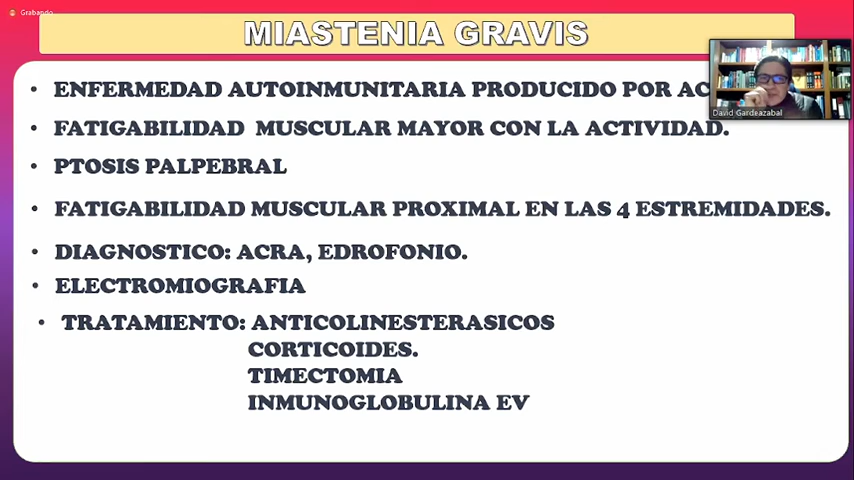 Grabando
MIASTENIA GRAVIS
• ENFERMEDAD AUTOINMUNITARIA PRODUCIDO POR
David Gardeazabal
• FATIGABILIDAD MUSCULAR MAYOR CON LA ACTIVIDAD.
• PTOSIS PALPEBRAL
• FATIGABILIDAD MUSCULAR PROXIMAL EN LAS 4 ESTREMIDADES.
• DIAGNOSTICO: ACRA, EDROFONIO.
• ELECTROMIOGRAFIA
• TRATAMIENTO: ANTICOLINESTERASICOS
CORTICOIDES.
TIMECTOMIA
INMUNOGLOBULINA EV